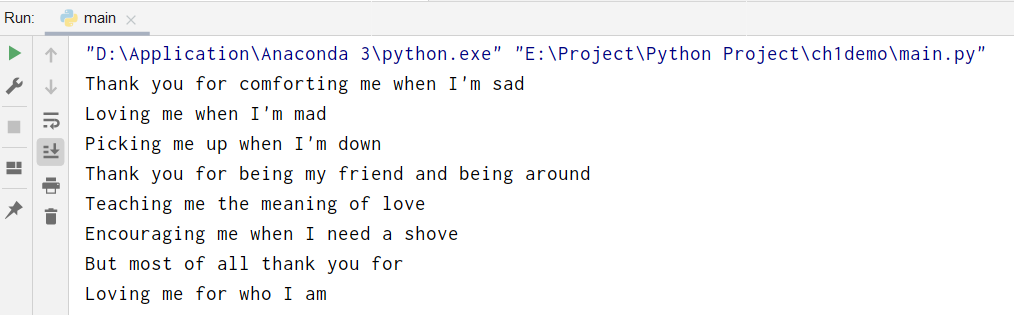 Run: main
"D:\Application\Anaconda 3\python.exe" "E:\Project\Python Project\ch1demo\main.py"
Thank you for comforting me when I'm sad
Loving me when I'm mad
Picking me up when I'm down
Thank you for being my friend and being around
Teaching me the meaning of love
Encouraging me when I need a shove
But most of all thank you for
Loving me for who I am